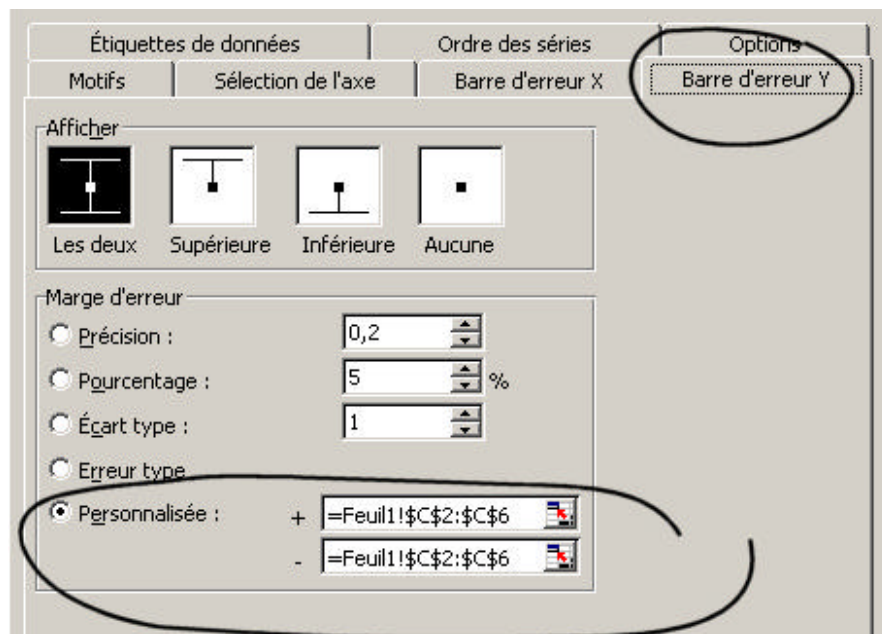 Étiquettes de données Ordre des séries Options
Motifs Sélection de l'axe Barre d'erreur X Barre d'erreur Y
Afficher
Les deux Supérieure Inférieure Aucune
Marge d'erreur
Précision : 0,2
Pourcentage : 5 %
Écart type : 1
Erreur type
Personnalisée : + =Feuil1!$C$2:$C$6
- =Feuil1!$C$2:$C$6